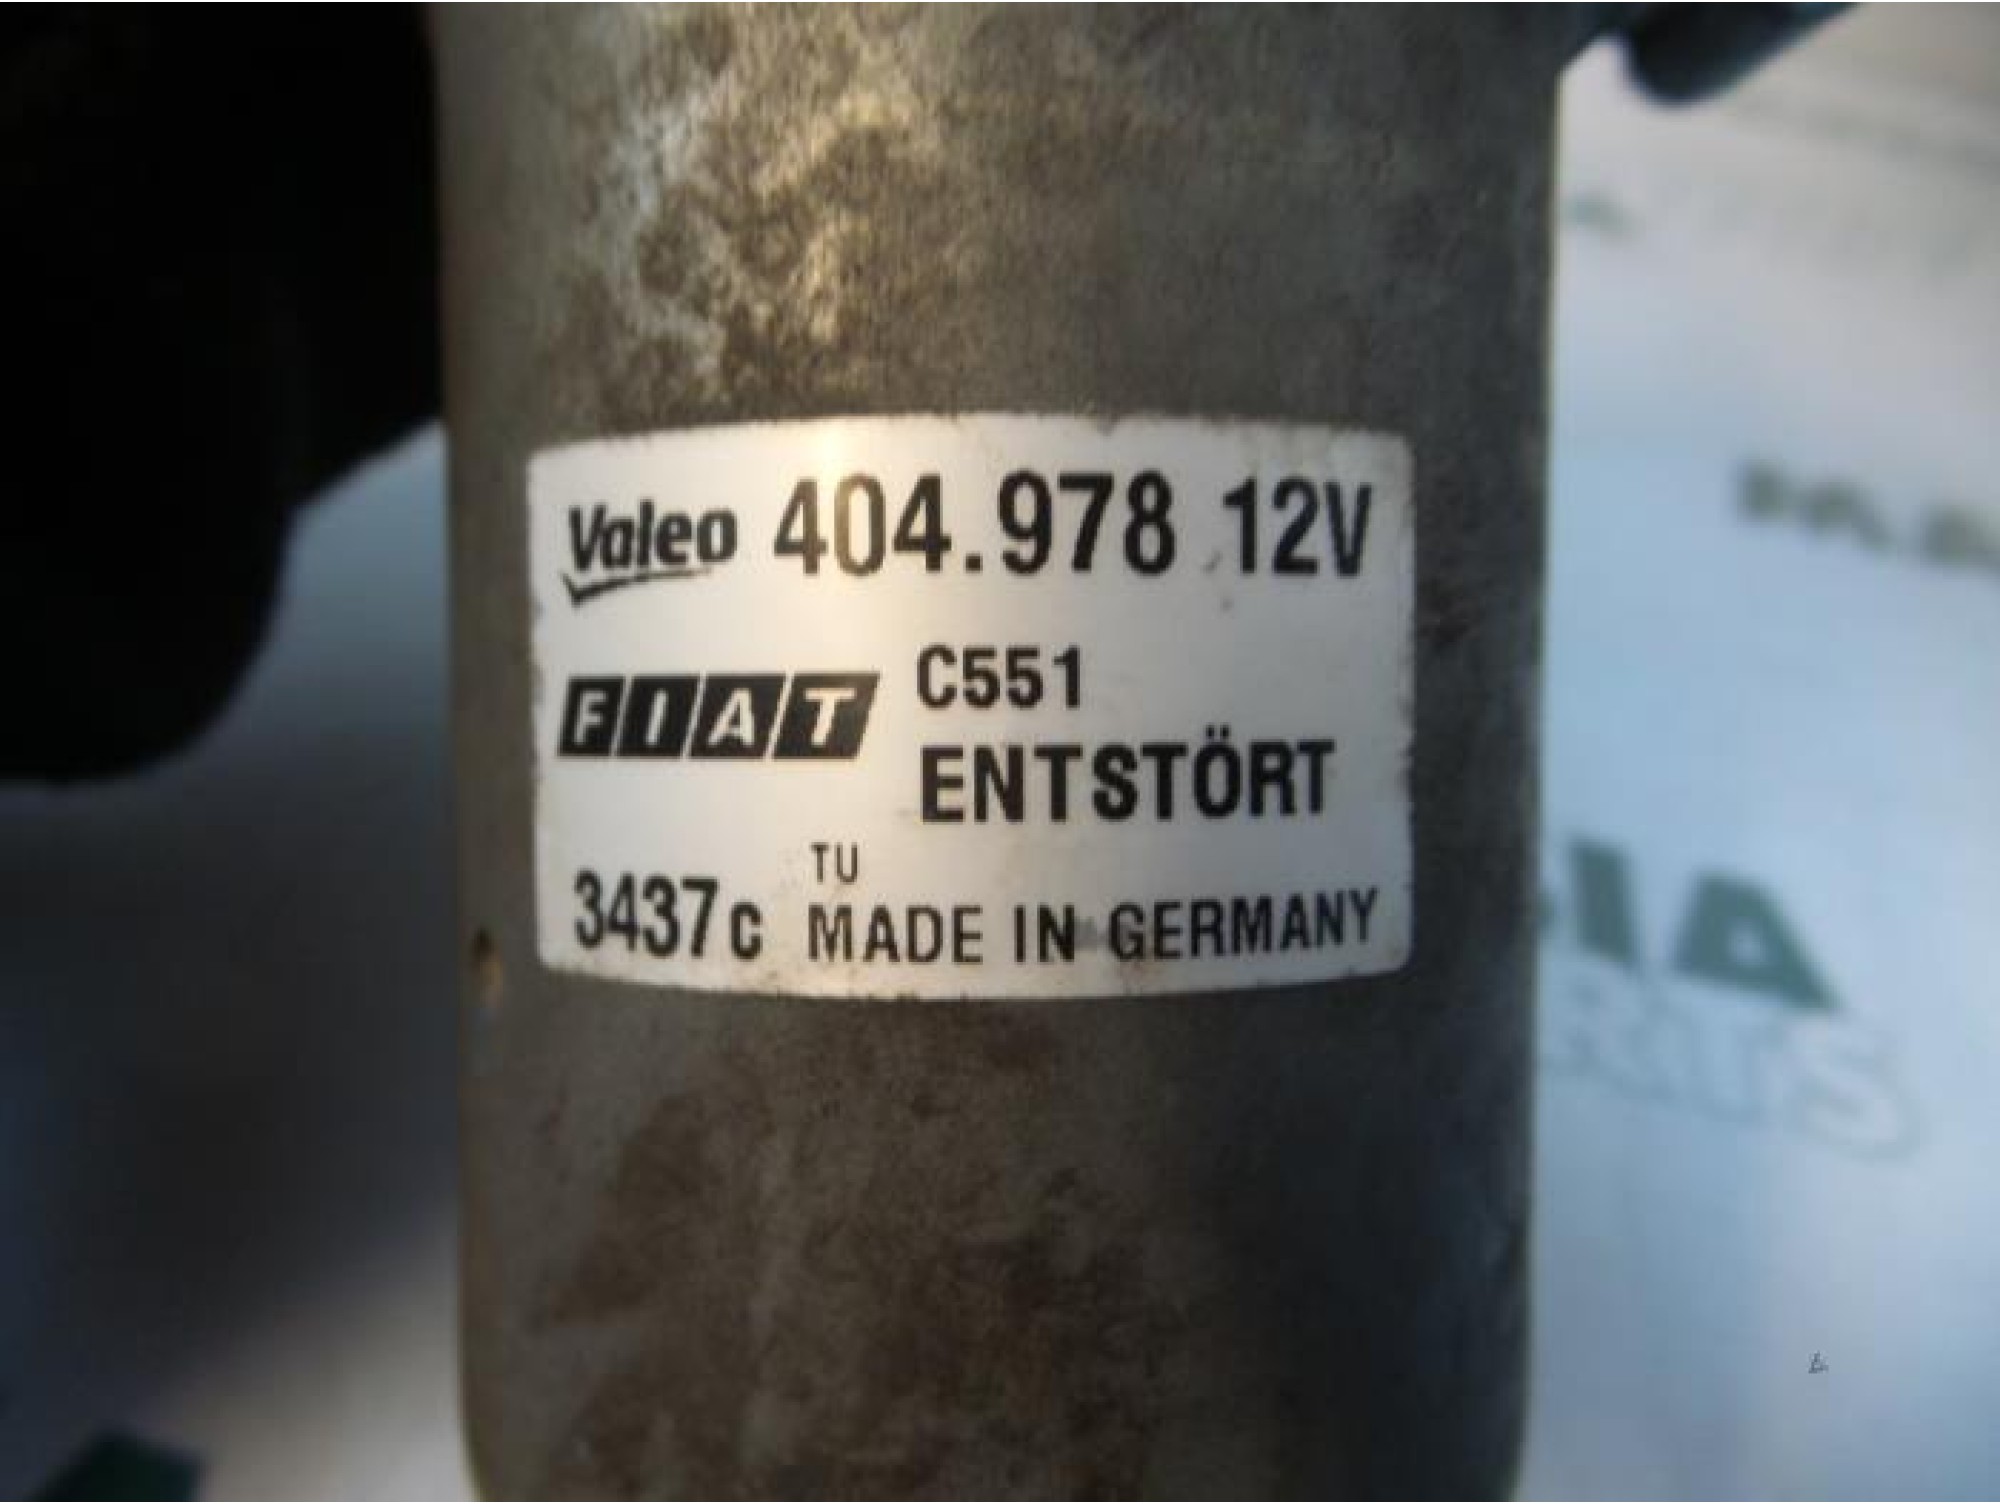 Valeo 404.978 12V
FIAT C551
ENTSTÖRT
TU
3437c MADE IN GERMANY